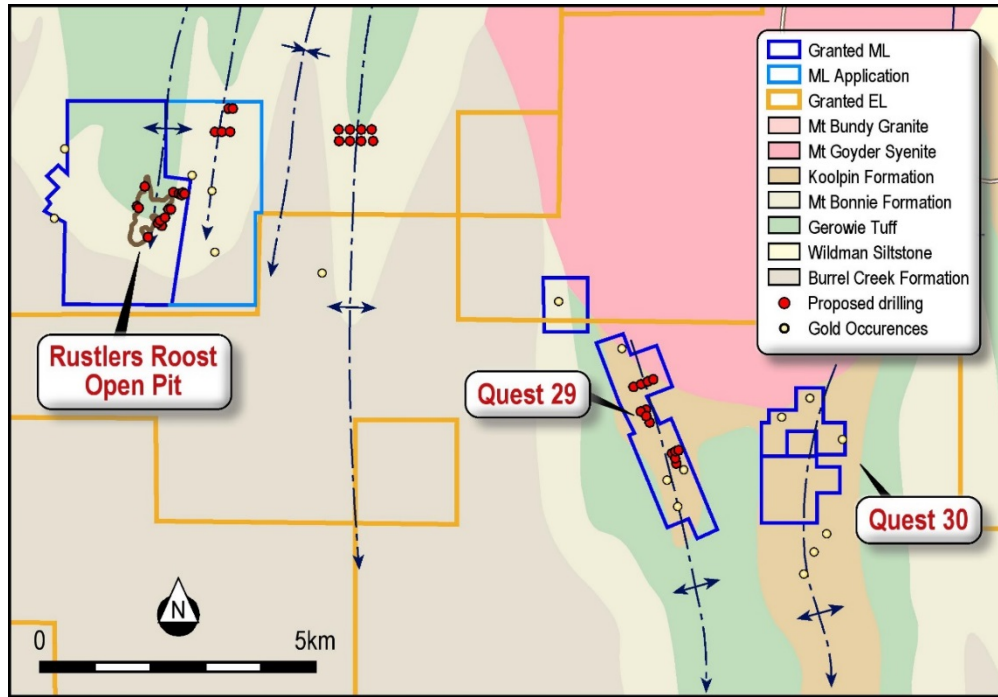 Granted ML
ML Application
Granted EL
Mt Bundy Granite
Mt Goyder Syenite
Koolpin Formation
Mt Bonnie Formation
Gerowie Tuff
Wildman Siltstone
Burrel Creek Formation
Proposed drilling
Gold Occurences
Rustlers Roost
Open Pit
Quest 29
Quest 30
N
0 5km